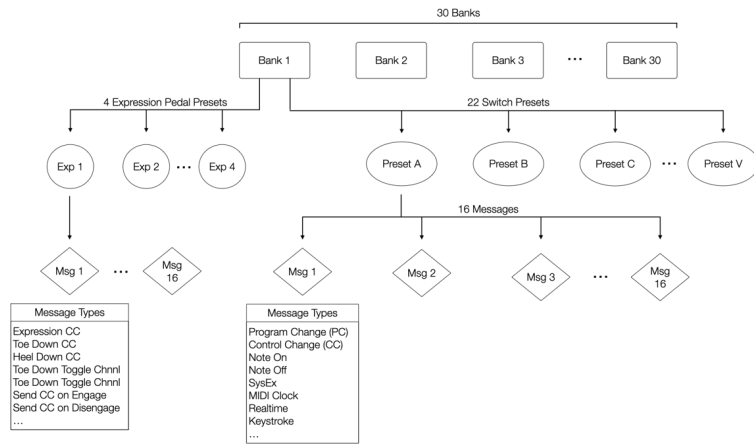 30 Banks
Bank 1
Bank 2
Bank 3
...
Bank 30
4 Expression Pedal Presets
22 Switch Presets
Exp 1
Exp 2
...
Exp 4
Preset A
Preset B
Preset C
...
Preset V
16 Messages
Msg 1
...
Msg
16
Msg 1
Msg 2
Msg 3
...
Msg
16
Message Types
Expression CC
Toe Down CC
Heel Down CC
Toe Down Toggle Chnnl
Toe Down Toggle Chnnl
Send CC on Engage
Send CC on Disengage
...
Message Types
Program Change (PC)
Control Change (CC)
Note On
Note Off
SysEx
MIDI Clock
Realtime
Keystroke
...